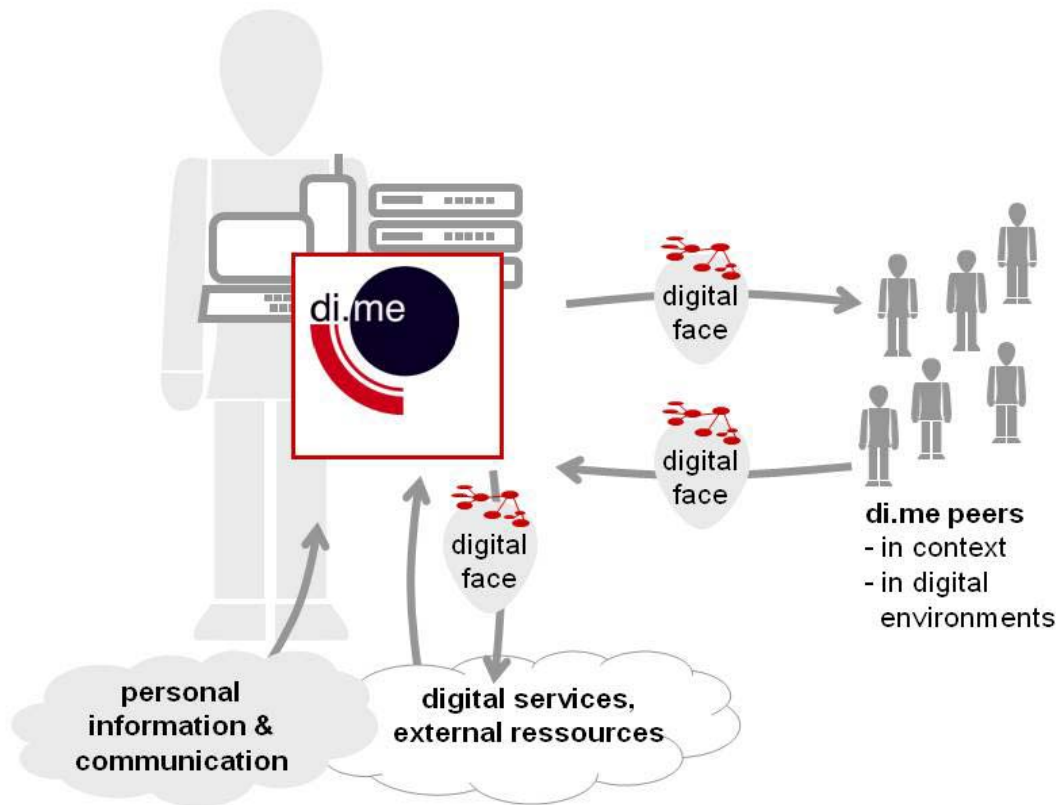 di.me
digital
face
digital
face
digital
face
di.me peers
- in context
- in digital
environments
personal
information &
communication
digital services,
external ressources